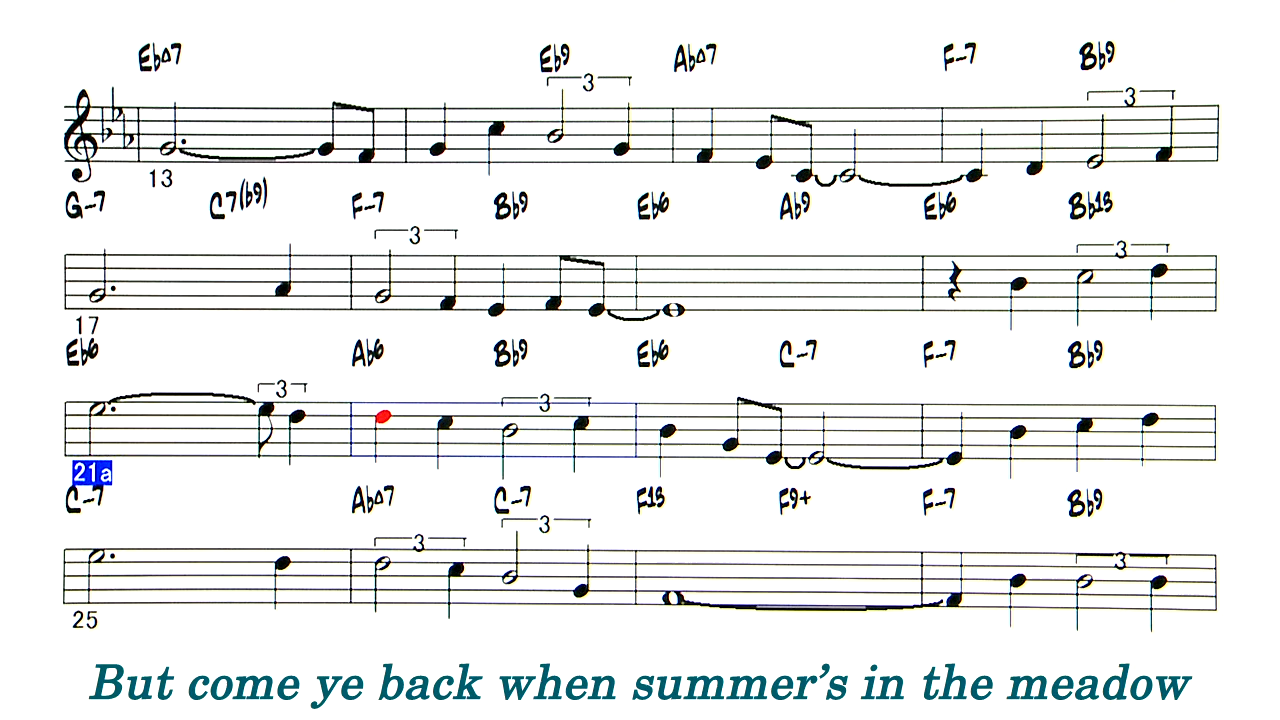 Eb△7 Eb9 Ab△7 F-7 Bb9
3 3
13
G-7 C7(b9) F-7 Bb9 Eb6 Ab9 Eb6 Bb13
3 3
17
Eb6 Ab6 Bb9 Eb6 C-7 F-7 Bb9
3 3
21a
C-7 Ab△7 C-7 F13 F9+ F-7 Bb9
3 3 3
25
But come ye back when summer’s in the meadow